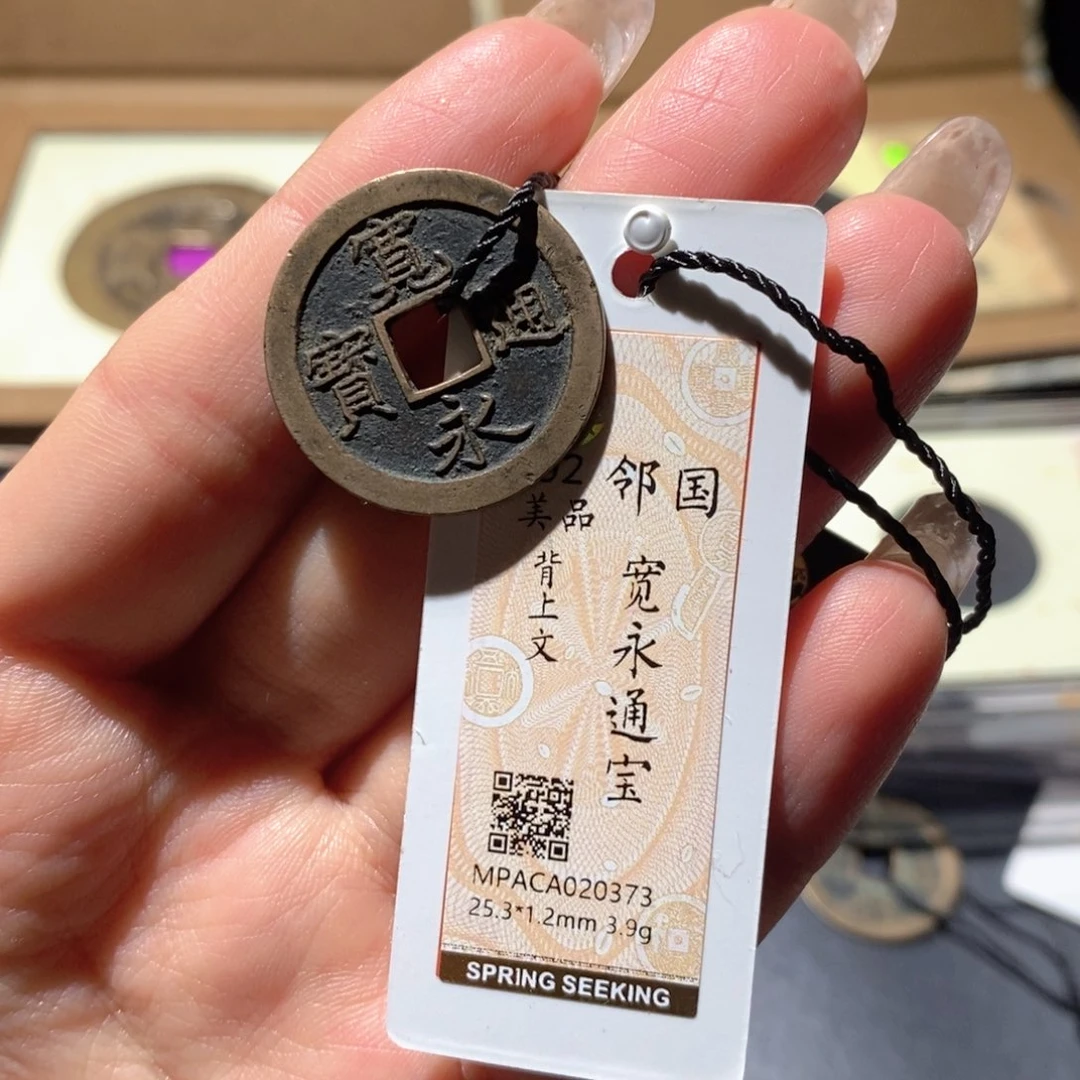 寛永通寳
邻国
宽永通宝
美品
背上文
MPACA020373
25.3*1.2mm 3.9g
SPRING SEEKING